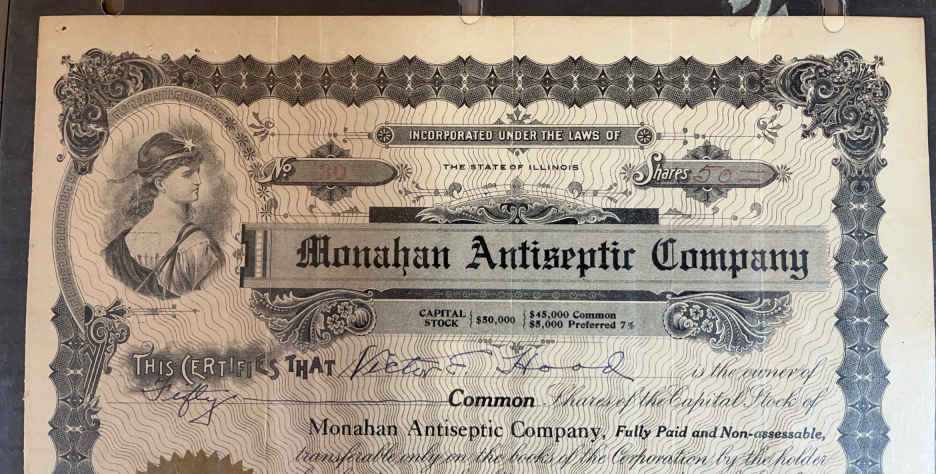 INCORPORATED UNDER THE LAWS OF
THE STATE OF ILLINOIS
No 30
Shares 50
Monahan Antiseptic Company
CAPITAL STOCK { $50,000 { $45,000 Common
$5,000 Preferred 7%
THIS CERTIFIES THAT Victor E Hood is the owner of
Fifty Common Shares of the Capital Stock of
Monahan Antiseptic Company, Fully Paid and Non-assessable,
transferable only on the books of the Corporation by the holder